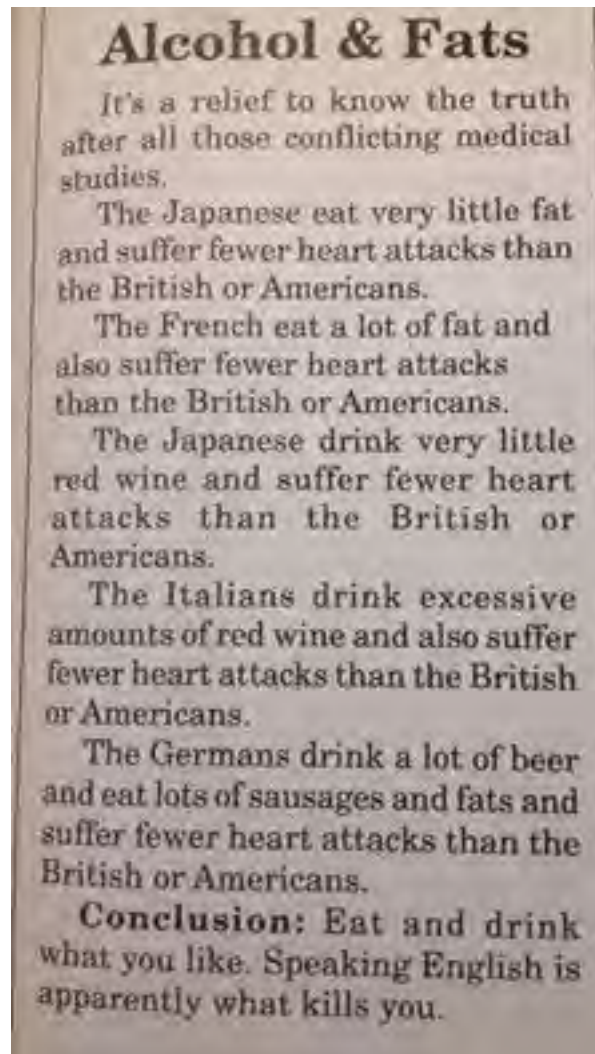 Alcohol & Fats
It's a relief to know the truth
after all those conflicting medical
studies.
The Japanese eat very little fat
and suffer fewer heart attacks than
the British or Americans.
The French eat a lot of fat and
also suffer fewer heart attacks
than the British or Americans.
The Japanese drink very little
red wine and suffer fewer heart
attacks than the British or
Americans.
The Italians drink excessive
amounts of red wine and also suffer
fewer heart attacks than the British
or Americans.
The Germans drink a lot of beer
and eat lots of sausages and fats and
suffer fewer heart attacks than the
British or Americans.
Conclusion: Eat and drink
what you like. Speaking English is
apparently what kills you.